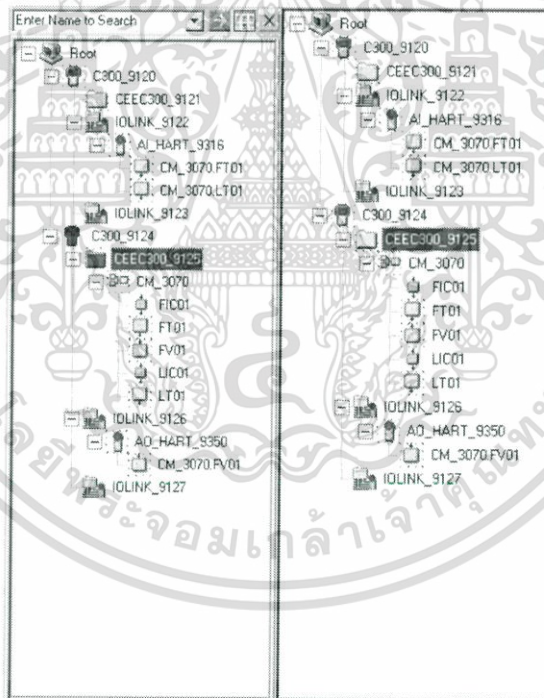 Enter Name to Search
Root
C300_9120
CEEC300_9121
IOLINK_9122
AI_HART_9316
CM_3070.FT01
CM_3070.LT01
IOLINK_9123
C300_9124
CEEC300_9125
CM_3070
FIC01
FT01
FV01
LIC01
LT01
IOLINK_9126
AO_HART_9350
CM_3070.FV01
IOLINK_9127
Root
C300_9120
CEEC300_9121
IOLINK_9122
AI_HART_9316
CM_3070.FT01
CM_3070.LT01
IOLINK_9123
C300_9124
CEEC300_9125
CM_3070
FIC01
FT01
FV01
LIC01
LT01
IOLINK_9126
AO_HART_9350
CM_3070.FV01
IOLINK_9127